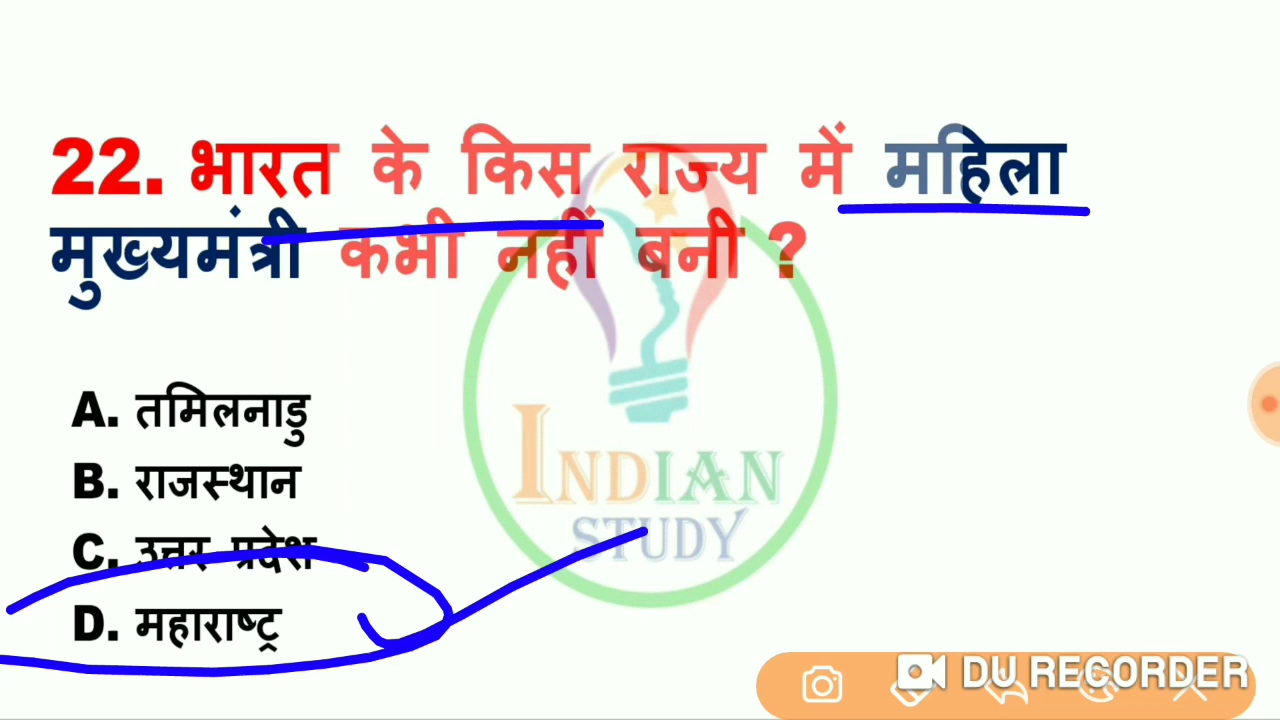 22. भारत के किस राज्य में महिला
मुख्यमंत्री कभी नहीं बनी ?
A. तमिलनाडु
B. राजस्थान
C. उत्तर प्रदेश
D. महाराष्ट्र
INDIAN
STUDY
DU RECORDER